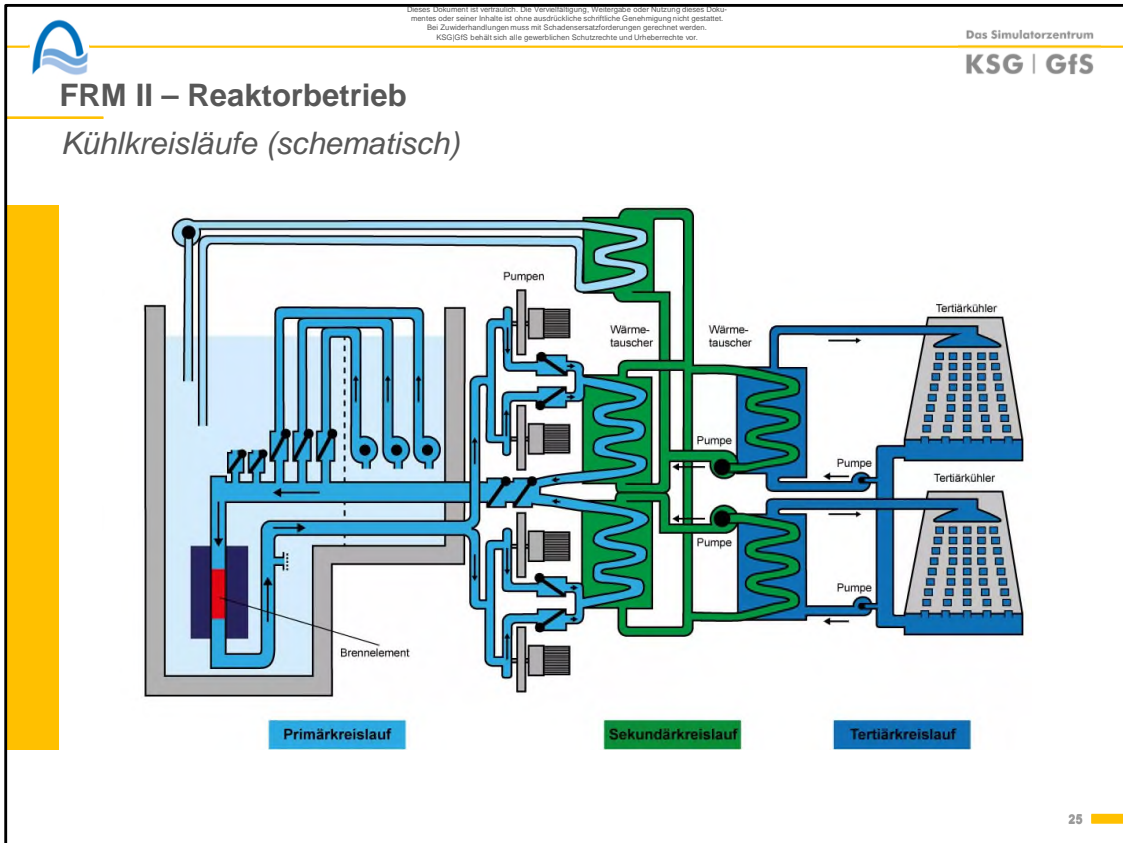 Dieses Dokument ist vertraulich. Die Vervielfältigung, Weitergabe oder Nutzung dieses Doku-
mentes oder seiner Inhalte ist ohne ausdrückliche schriftliche Genehmigung nicht gestattet.
Bei Zuwiderhandlungen muss mit Schadensersatzforderungen gerechnet werden.
KSG|GfS behält sich alle gewerblichen Schutzrechte und Urheberrechte vor.
Das Simulatorzentrum
KSG | GfS
FRM II – Reaktorbetrieb
Kühlkreisläufe (schematisch)
Pumpen
Wärme-
tauscher
Wärme-
tauscher
Tertiärkühler
Pumpe
Pumpe
Tertiärkühler
Pumpe
Pumpe
Brennelement
Primärkreislauf
Sekundärkreislauf
Tertiärkreislauf
25